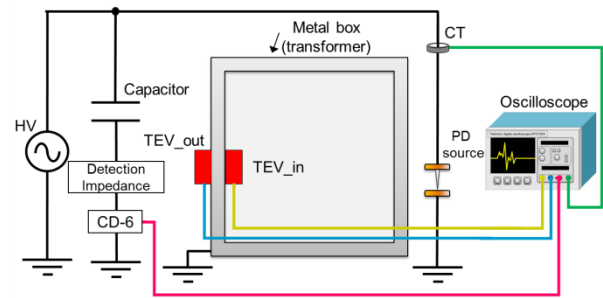 Metal box
(transformer)
CT
Capacitor
Oscilloscope
HV
TEV_out
TEV_in
PD
source
Detection
Impedance
CD-6